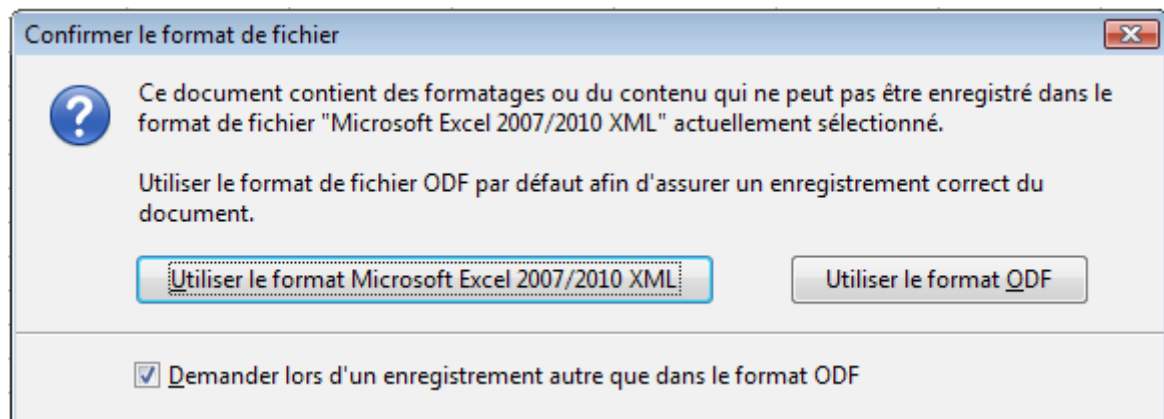 Confirmer le format de fichier
Ce document contient des formatages ou du contenu qui ne peut pas être enregistré dans le
format de fichier "Microsoft Excel 2007/2010 XML" actuellement sélectionné.
Utiliser le format de fichier ODF par défaut afin d'assurer un enregistrement correct du
document.
Utiliser le format Microsoft Excel 2007/2010 XML
Utiliser le format ODF
Demander lors d'un enregistrement autre que dans le format ODF